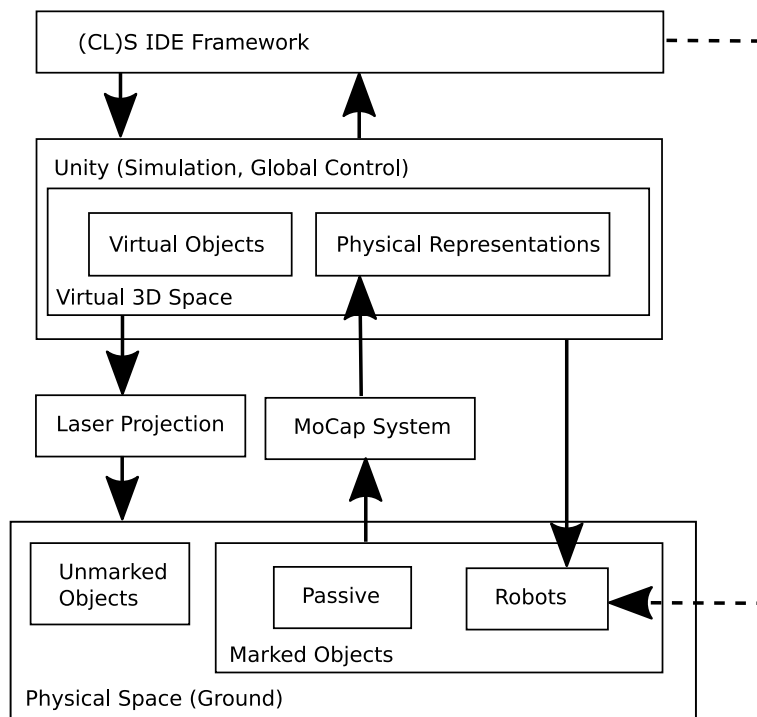 (CL)S IDE Framework
Unity (Simulation, Global Control)
Virtual Objects
Physical Representations
Virtual 3D Space
Laser Projection
MoCap System
Unmarked
Objects
Passive
Robots
Marked Objects
Physical Space (Ground)